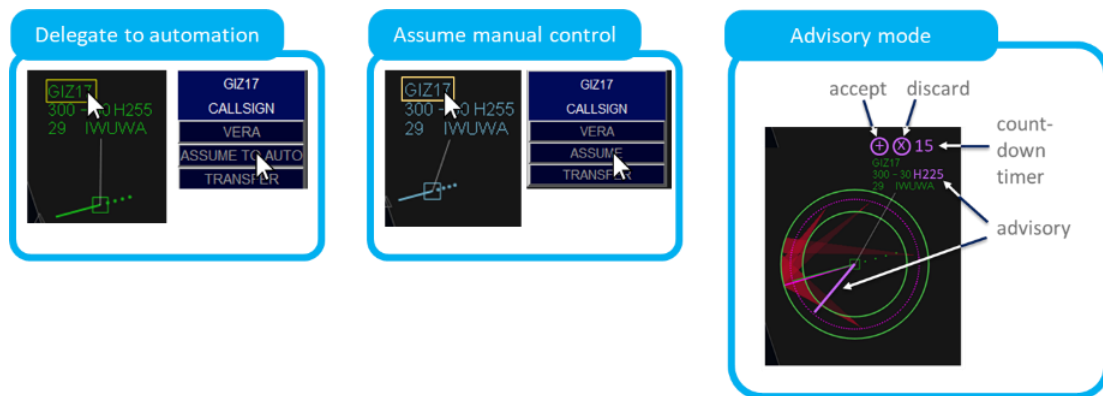 Delegate to automation
GIZ17
300 - 30 H255
29 IWUWA
GIZ17
CALLSIGN
VERA
ASSUME TO AUTO
TRANSFER
Assume manual control
GIZ17
300 - 30 H255
29 IWUWA
GIZ17
CALLSIGN
VERA
ASSUME
TRANSFER
Advisory mode
accept discard
+ X 15
count-
down
timer
GIZ17
300 - 30 H225
29 IWUWA
advisory